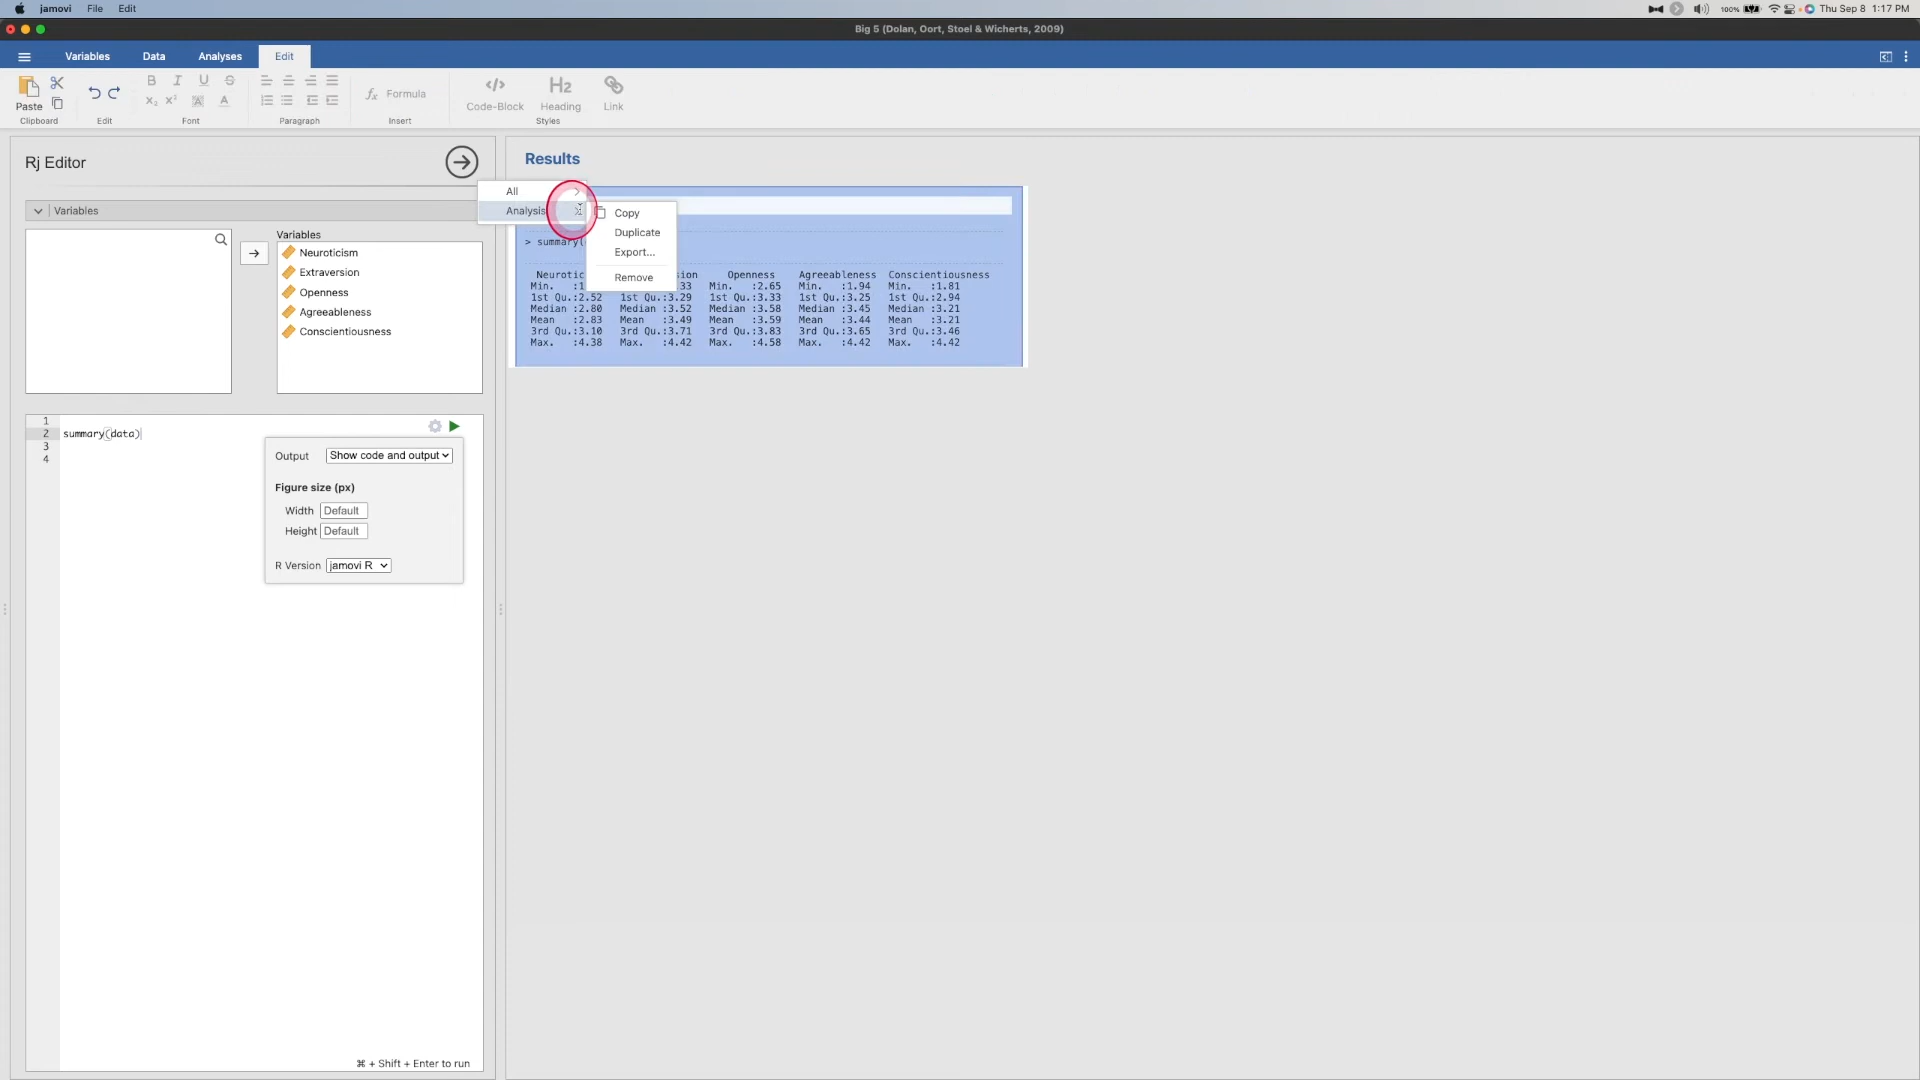 jamovi File Edit
100% Thu Sep 8 1:17 PM
Big 5 (Dolan, Oort, Stoel & Wicherts, 2009)
Variables Data Analyses Edit
Paste
B I U S
X₂ X² A A
fx Formula
</> Code-Block
H2 Heading
Link
Clipboard Edit Font Paragraph Insert Styles
Rj Editor
Variables
Variables
Neuroticism
Extraversion
Openness
Agreeableness
Conscientiousness
1
2 summary(data)
3
4
Output Show code and output
Figure size (px)
Width Default
Height Default
R Version jamovi R
⌘ + Shift + Enter to run
Results
All
Analysis
Copy
Duplicate
Export...
Remove
> summary(
Neurotic ion Openness Agreeableness Conscientiousness
Min. :1 33 Min. :2.65 Min. :1.94 Min. :1.81
1st Qu.:2.52 1st Qu.:3.29 1st Qu.:3.33 1st Qu.:3.25 1st Qu.:2.94
Median :2.80 Median :3.52 Median :3.58 Median :3.45 Median :3.21
Mean :2.83 Mean :3.49 Mean :3.59 Mean :3.44 Mean :3.21
3rd Qu.:3.10 3rd Qu.:3.71 3rd Qu.:3.83 3rd Qu.:3.65 3rd Qu.:3.46
Max. :4.38 Max. :4.42 Max. :4.58 Max. :4.42 Max. :4.42